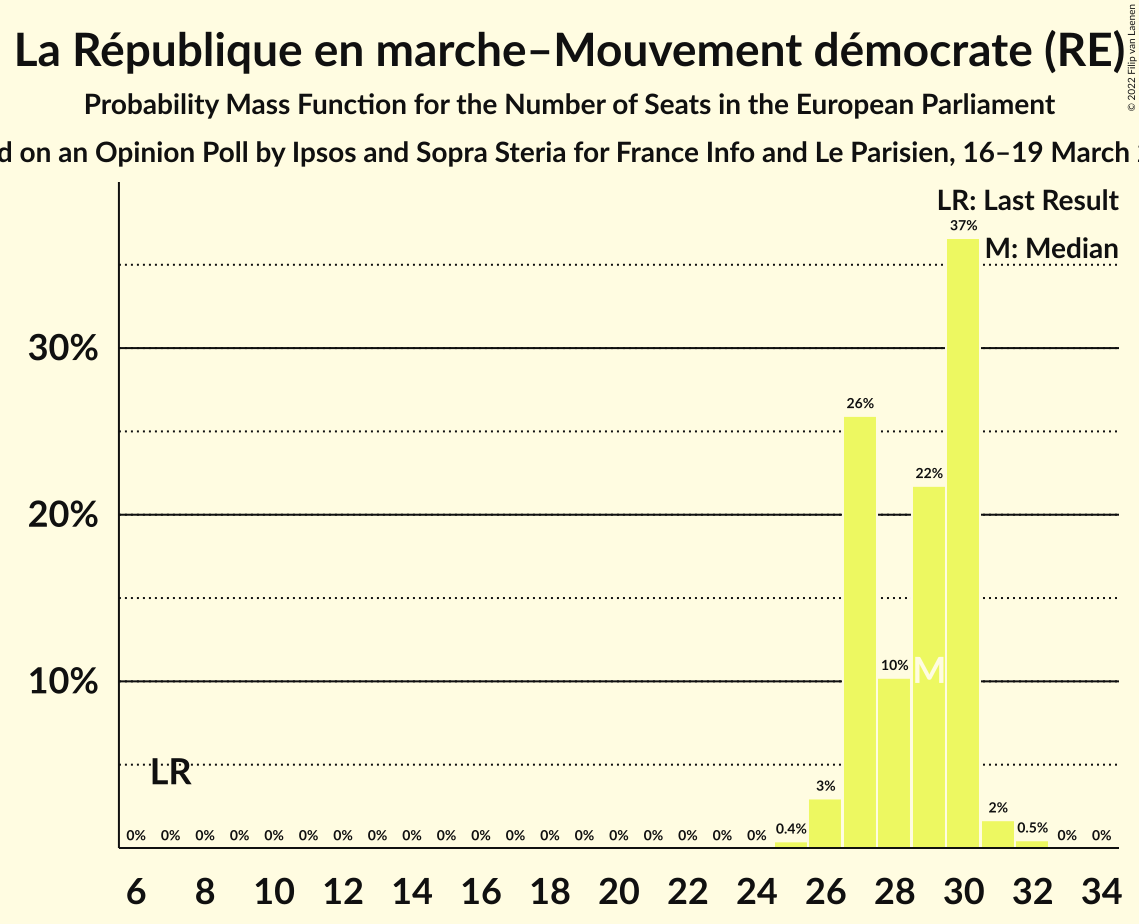 La République en marche–Mouvement démocrate (RE)
Probability Mass Function for the Number of Seats in the European Parliament
d on an Opinion Poll by Ipsos and Sopra Steria for France Info and Le Parisien, 16–19 March
© 2022 Filip van Laenen
LR: Last Result
M: Median
37%
30%
26%
22%
20%
10%
10%
M
LR
3%
2%
0% 0% 0% 0% 0% 0% 0% 0% 0% 0% 0% 0% 0% 0% 0% 0% 0% 0% 0% 0.4% 0.5% 0% 0%
6 8 10 12 14 16 18 20 22 24 26 28 30 32 34